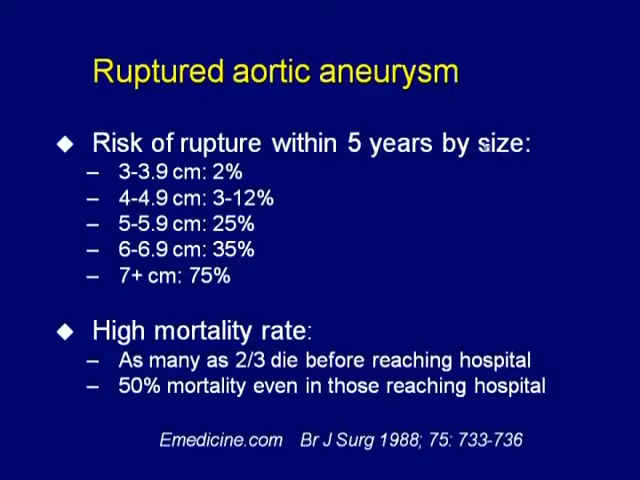 Ruptured aortic aneurysm
◆ Risk of rupture within 5 years by size:
– 3-3.9 cm: 2%
– 4-4.9 cm: 3-12%
– 5-5.9 cm: 25%
– 6-6.9 cm: 35%
– 7+ cm: 75%
◆ High mortality rate:
– As many as 2/3 die before reaching hospital
– 50% mortality even in those reaching hospital
Emedicine.com Br J Surg 1988; 75: 733-736